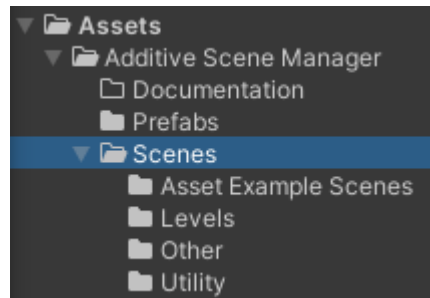 Assets
Additive Scene Manager
Documentation
Prefabs
Scenes
Asset Example Scenes
Levels
Other
Utility